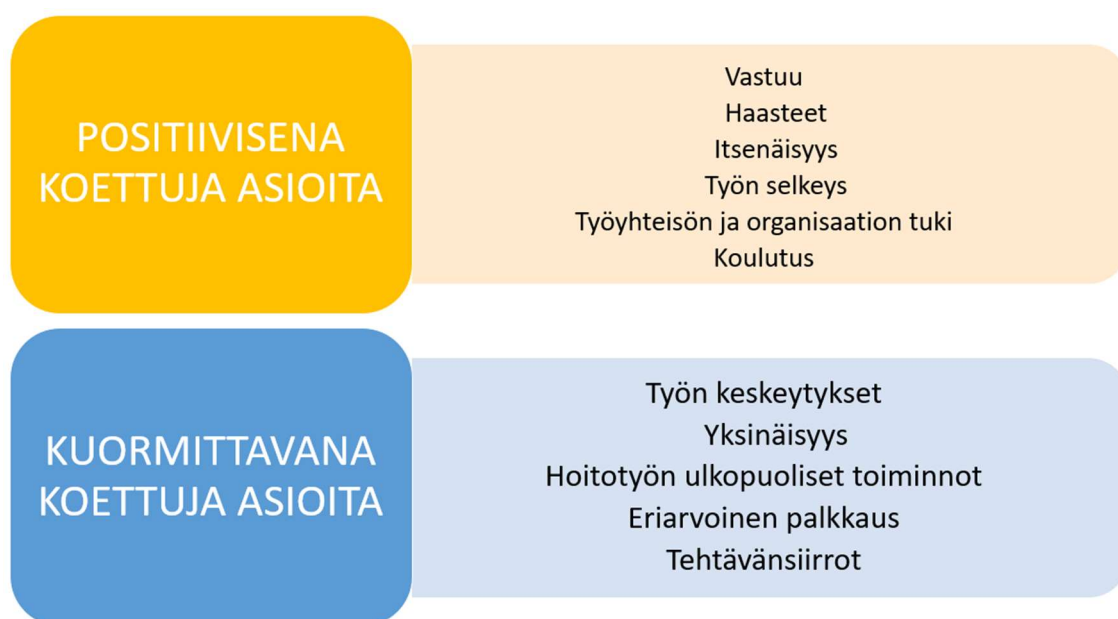 POSITIIVISENA
KOETTUJA ASIOITA
Vastuu
Haasteet
Itsenäisyys
Työn selkeys
Työyhteisön ja organisaation tuki
Koulutus
KUORMITTAVANA
KOETTUJA ASIOITA
Työn keskeytykset
Yksinäisyys
Hoitotyön ulkopuoliset toiminnot
Eriarvoinen palkkaus
Tehtävänsiirrot